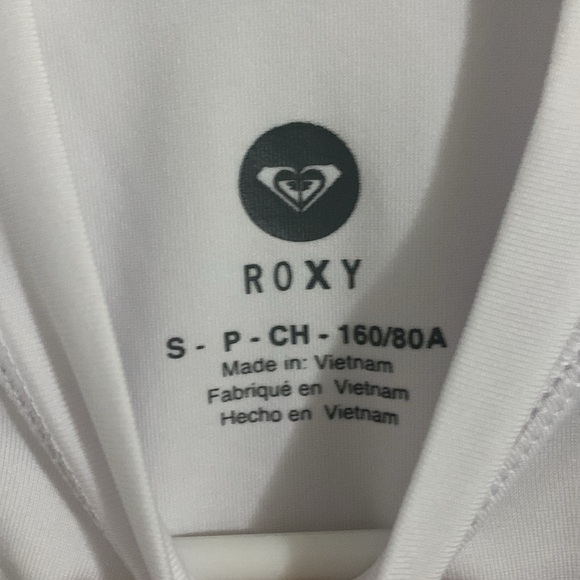 ROXY
S - P - CH - 160/80A
Made in: Vietnam
Fabriqué en Vietnam
Hecho en Vietnam